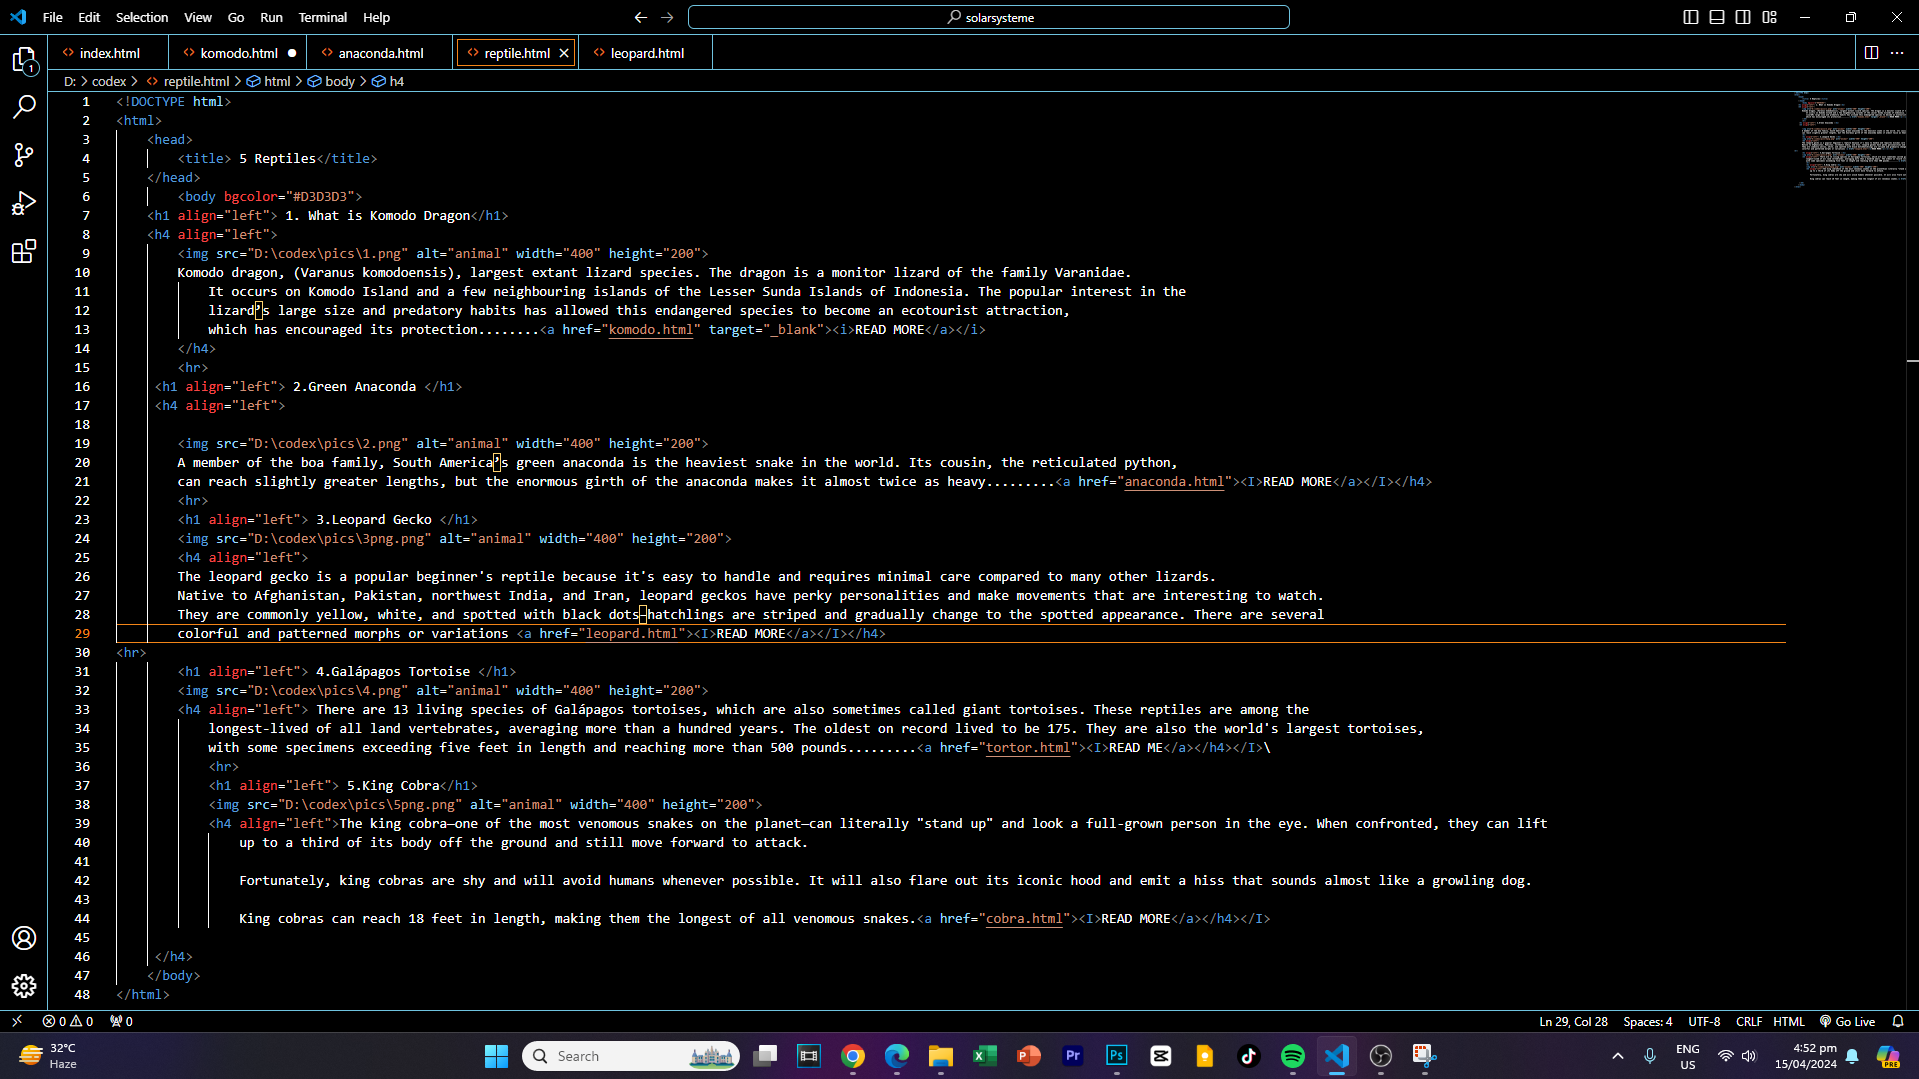 File Edit Selection View Go Run Terminal Help
solarsysteme
index.html
komodo.html
anaconda.html
reptile.html
leopard.html
D: > codex > reptile.html > html > body > h4
1 <!DOCTYPE html>
2 <html>
3 <head>
4 <title> 5 Reptiles</title>
5 </head>
6 <body bgcolor="#D3D3D3">
7 <h1 align="left"> 1. What is Komodo Dragon</h1>
8 <h4 align="left">
9 <img src="D:\codex\pics\1.png" alt="animal" width="400" height="200">
10 Komodo dragon, (Varanus komodoensis), largest extant lizard species. The dragon is a monitor lizard of the family Varanidae.
11 It occurs on Komodo Island and a few neighbouring islands of the Lesser Sunda Islands of Indonesia. The popular interest in the
12 lizard’s large size and predatory habits has allowed this endangered species to become an ecotourist attraction,
13 which has encouraged its protection........<a href="komodo.html" target="_blank"><i>READ MORE</a></i>
14 </h4>
15 <hr>
16 <h1 align="left"> 2.Green Anaconda </h1>
17 <h4 align="left">
18
19 <img src="D:\codex\pics\2.png" alt="animal" width="400" height="200">
20 A member of the boa family, South America’s green anaconda is the heaviest snake in the world. Its cousin, the reticulated python,
21 can reach slightly greater lengths, but the enormous girth of the anaconda makes it almost twice as heavy.........<a href="anaconda.html"><I>READ MORE</a></I></h4>
22 <hr>
23 <h1 align="left"> 3.Leopard Gecko </h1>
24 <img src="D:\codex\pics\3png.png" alt="animal" width="400" height="200">
25 <h4 align="left">
26 The leopard gecko is a popular beginner's reptile because it's easy to handle and requires minimal care compared to many other lizards.
27 Native to Afghanistan, Pakistan, northwest India, and Iran, leopard geckos have perky personalities and make movements that are interesting to watch.
28 They are commonly yellow, white, and spotted with black dots–hatchlings are striped and gradually change to the spotted appearance. There are several
29 colorful and patterned morphs or variations <a href="leopard.html"><I>READ MORE</a></I></h4>
30 <hr>
31 <h1 align="left"> 4.Galápagos Tortoise </h1>
32 <img src="D:\codex\pics\4.png" alt="animal" width="400" height="200">
33 <h4 align="left"> There are 13 living species of Galápagos tortoises, which are also sometimes called giant tortoises. These reptiles are among the
34 longest-lived of all land vertebrates, averaging more than a hundred years. The oldest on record lived to be 175. They are also the world's largest tortoises,
35 with some specimens exceeding five feet in length and reaching more than 500 pounds.........<a href="tortor.html"><I>READ ME</a></h4></I>\
36 <hr>
37 <h1 align="left"> 5.King Cobra</h1>
38 <img src="D:\codex\pics\5png.png" alt="animal" width="400" height="200">
39 <h4 align="left">The king cobra—one of the most venomous snakes on the planet—can literally "stand up" and look a full-grown person in the eye. When confronted, they can lift
40 up to a third of its body off the ground and still move forward to attack.
41
42 Fortunately, king cobras are shy and will avoid humans whenever possible. It will also flare out its iconic hood and emit a hiss that sounds almost like a growling dog.
43
44 King cobras can reach 18 feet in length, making them the longest of all venomous snakes.<a href="cobra.html"><I>READ MORE</a></h4></I>
45
46 </h4>
47 </body>
48 </html>
0 0 0 Ln 29, Col 28 Spaces: 4 UTF-8 CRLF HTML Go Live
32°C
Haze
Search
ENG
US
4:52 pm
15/04/2024